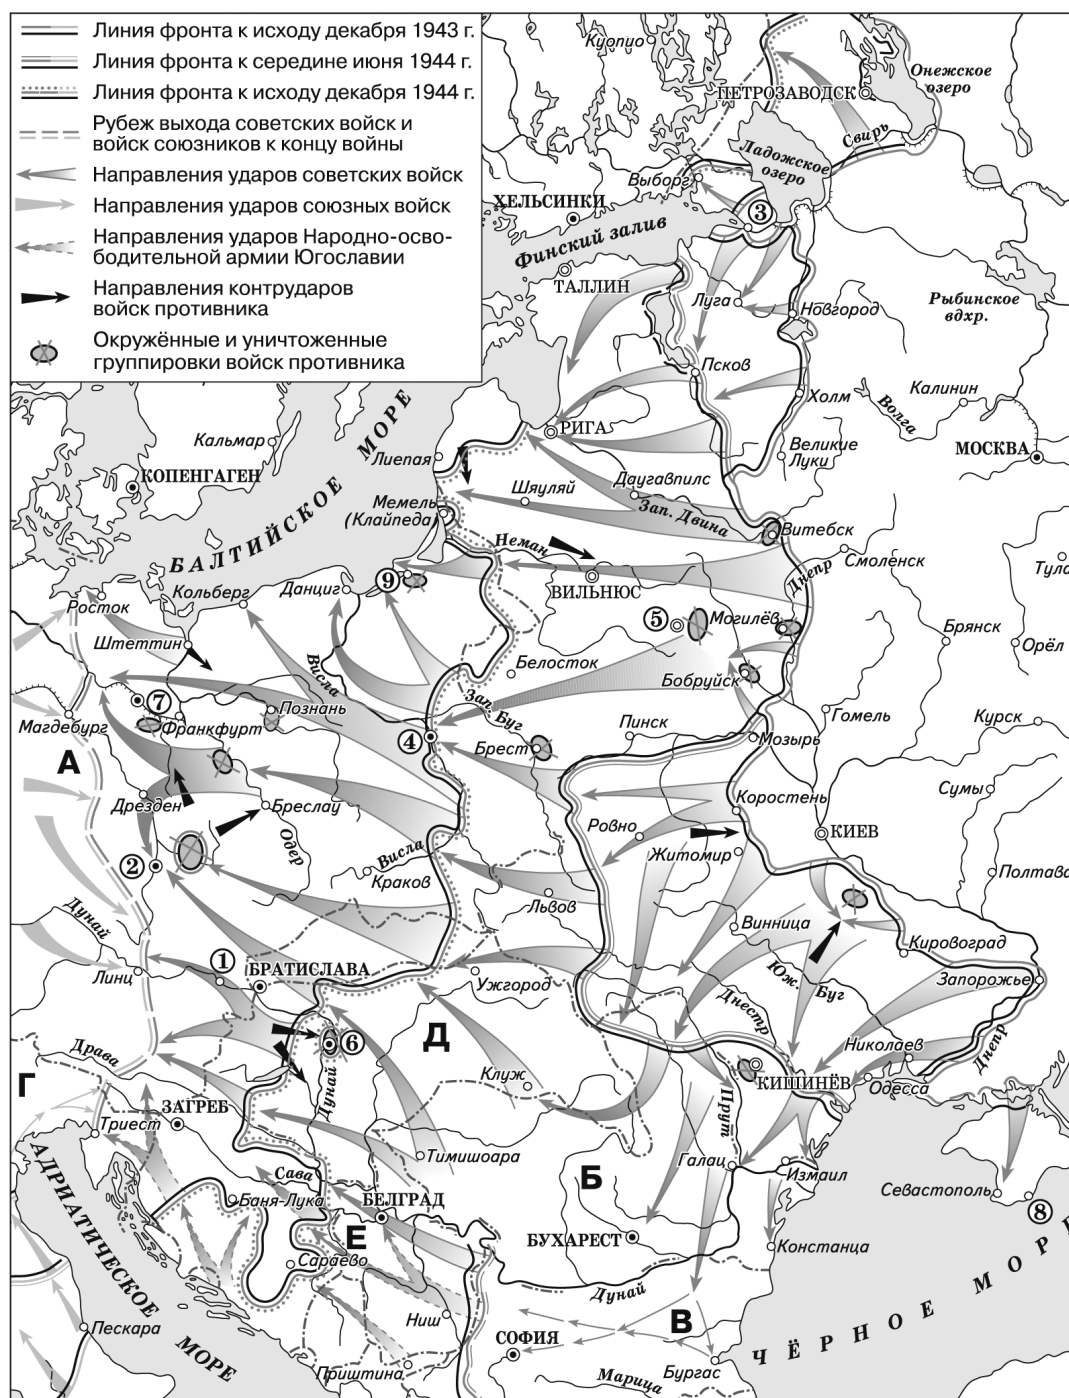 Линия фронта к исходу декабря 1943 г.
Линия фронта к середине июня 1944 г.
Линия фронта к исходу декабря 1944 г.
Рубеж выхода советских войск и
войск союзников к концу войны
Направления ударов советских войск
Направления ударов союзных войск
Направления ударов Народно-осво-
бодительной армии Югославии
Направления контрударов
войск противника
Окружённые и уничтоженные
группировки войск противника
Куопио
Онежское
озеро
ПЕТРОЗАВОДСК
Свирь
Ладожское
озеро
Выборг
ХЕЛЬСИНКИ
3
Финский залив
ТАЛЛИН
Луга
Новгород
Рыбинское
вдхр.
Псков
Холм
Калинин
Волга
РИГА
Великие
Луки
МОСКВА
Кальмар
КОПЕНГАГЕН
БАЛТИЙСКОЕ МОРЕ
Лиепая
Шяуляй
Даугавпилс
Зап. Двина
Мемель
(Клайпеда)
Витебск
Неман
Днепр
Смоленск
Тула
ВИЛЬНЮС
9
Данциг
Кольберг
Росток
Штеттин
5
Могилёв
Брянск
Орёл
Висла
Белосток
Бобруйск
Зап. Буг
7
Познань
Магдебург
Франкфурт
4
Брест
Пинск
Мозырь
Гомель
Курск
А
Дрезден
Бреслау
Одер
Коростень
Сумы
Ровно
КИЕВ
Житомир
2
Висла
Краков
Львов
Полтава
Дунай
Винница
Кировоград
Линц
1
БРАТИСЛАВА
Ужгород
Юж. Буг
Запорожье
Днестр
Драва
6
Д
Николаев
Днепр
Г
Дунай
Клуж
КИШИНЁВ
Одесса
ЗАГРЕБ
Триест
Прут
Тимишоара
Галац
Измаил
Сава
Баня-Лука
БЕЛГРАД
Б
Севастополь
8
АДРИАТИЧЕСКОЕ МОРЕ
Е
Сараево
БУХАРЕСТ
Констанца
Дунай
ЧЁРНОЕ МОРЕ
Пескара
Ниш
В
СОФИЯ
Приштина
Бургас
Марица